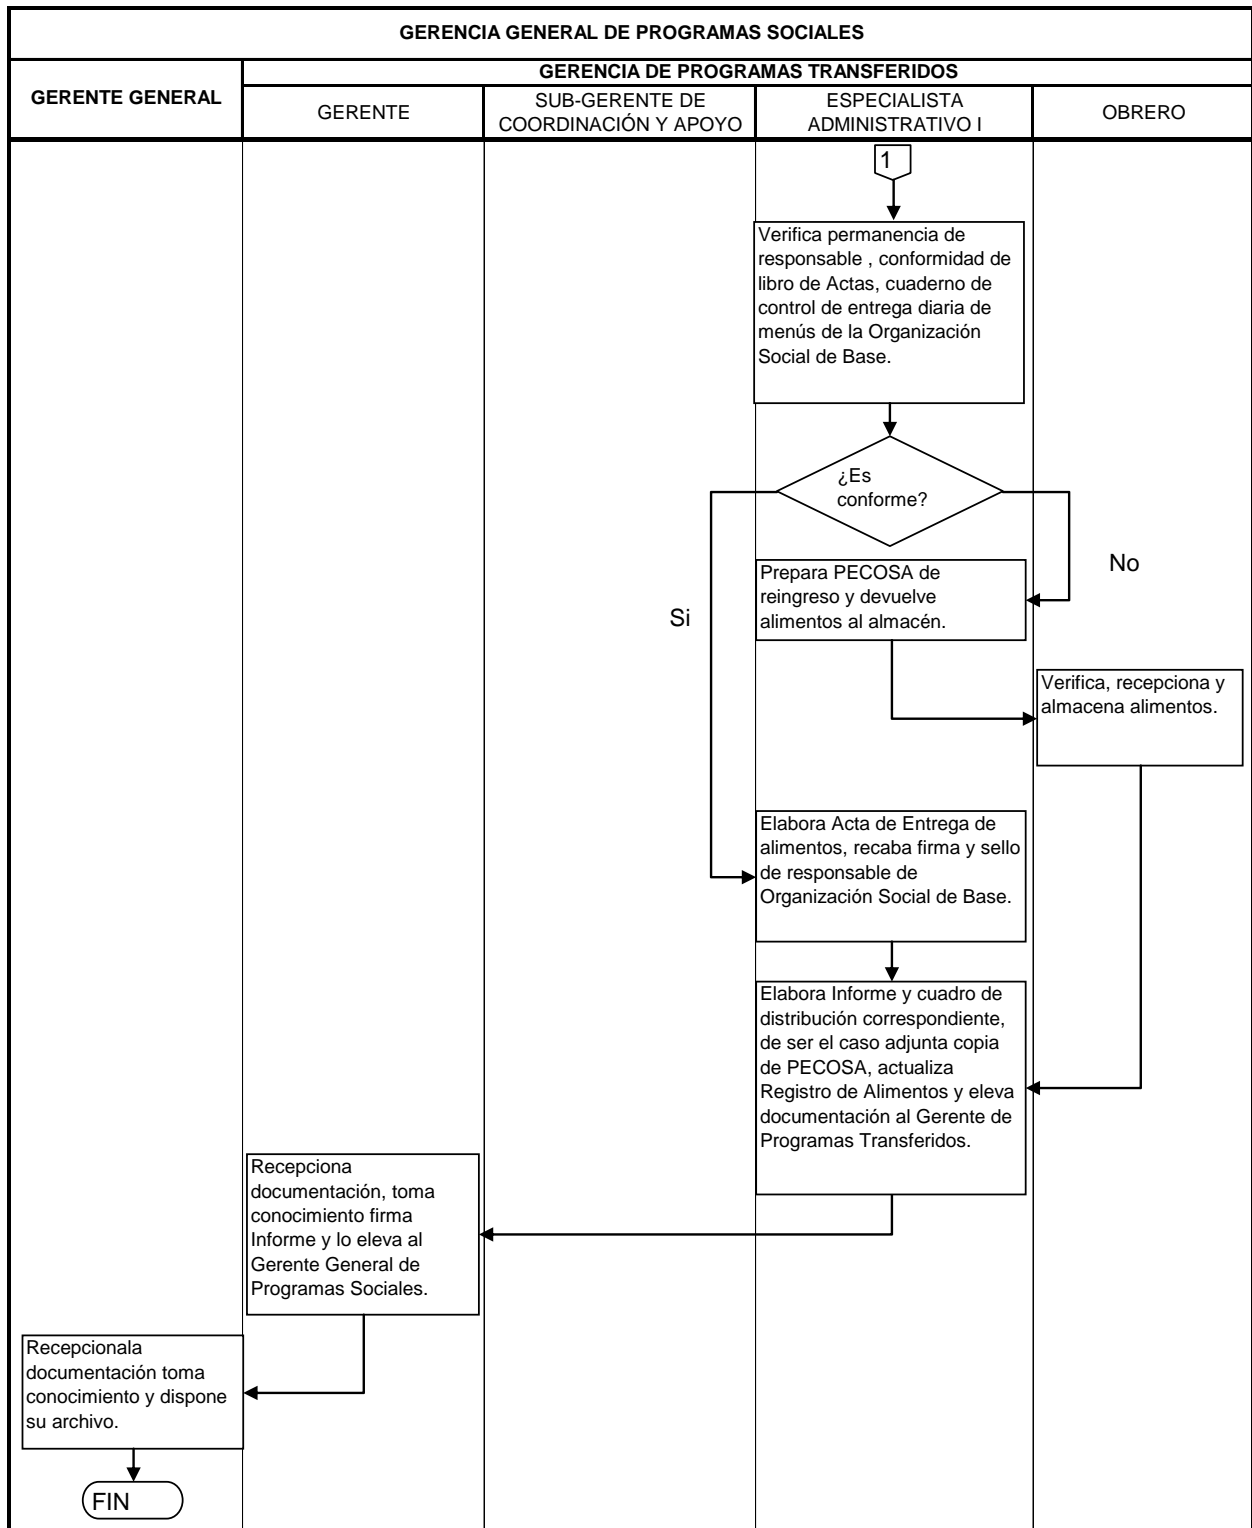 GERENCIA GENERAL DE PROGRAMAS SOCIALES
GERENTE GENERAL
GERENCIA DE PROGRAMAS TRANSFERIDOS
GERENTE
SUB-GERENTE DE
COORDINACIÓN Y APOYO
ESPECIALISTA
ADMINISTRATIVO I
OBRERO
1
Verifica permanencia de
responsable , conformidad de
libro de Actas, cuaderno de
control de entrega diaria de
menús de la Organización
Social de Base.
¿Es
conforme?
No
Si
Prepara PECOSA de
reingreso y devuelve
alimentos al almacén.
Verifica, recepciona y
almacena alimentos.
Elabora Acta de Entrega de
alimentos, recaba firma y sello
de responsable de
Organización Social de Base.
Elabora Informe y cuadro de
distribución correspondiente,
de ser el caso adjunta copia
de PECOSA, actualiza
Registro de Alimentos y eleva
documentación al Gerente de
Programas Transferidos.
Recepciona
documentación, toma
conocimiento firma
Informe y lo eleva al
Gerente General de
Programas Sociales.
Recepcionala
documentación toma
conocimiento y dispone
su archivo.
FIN